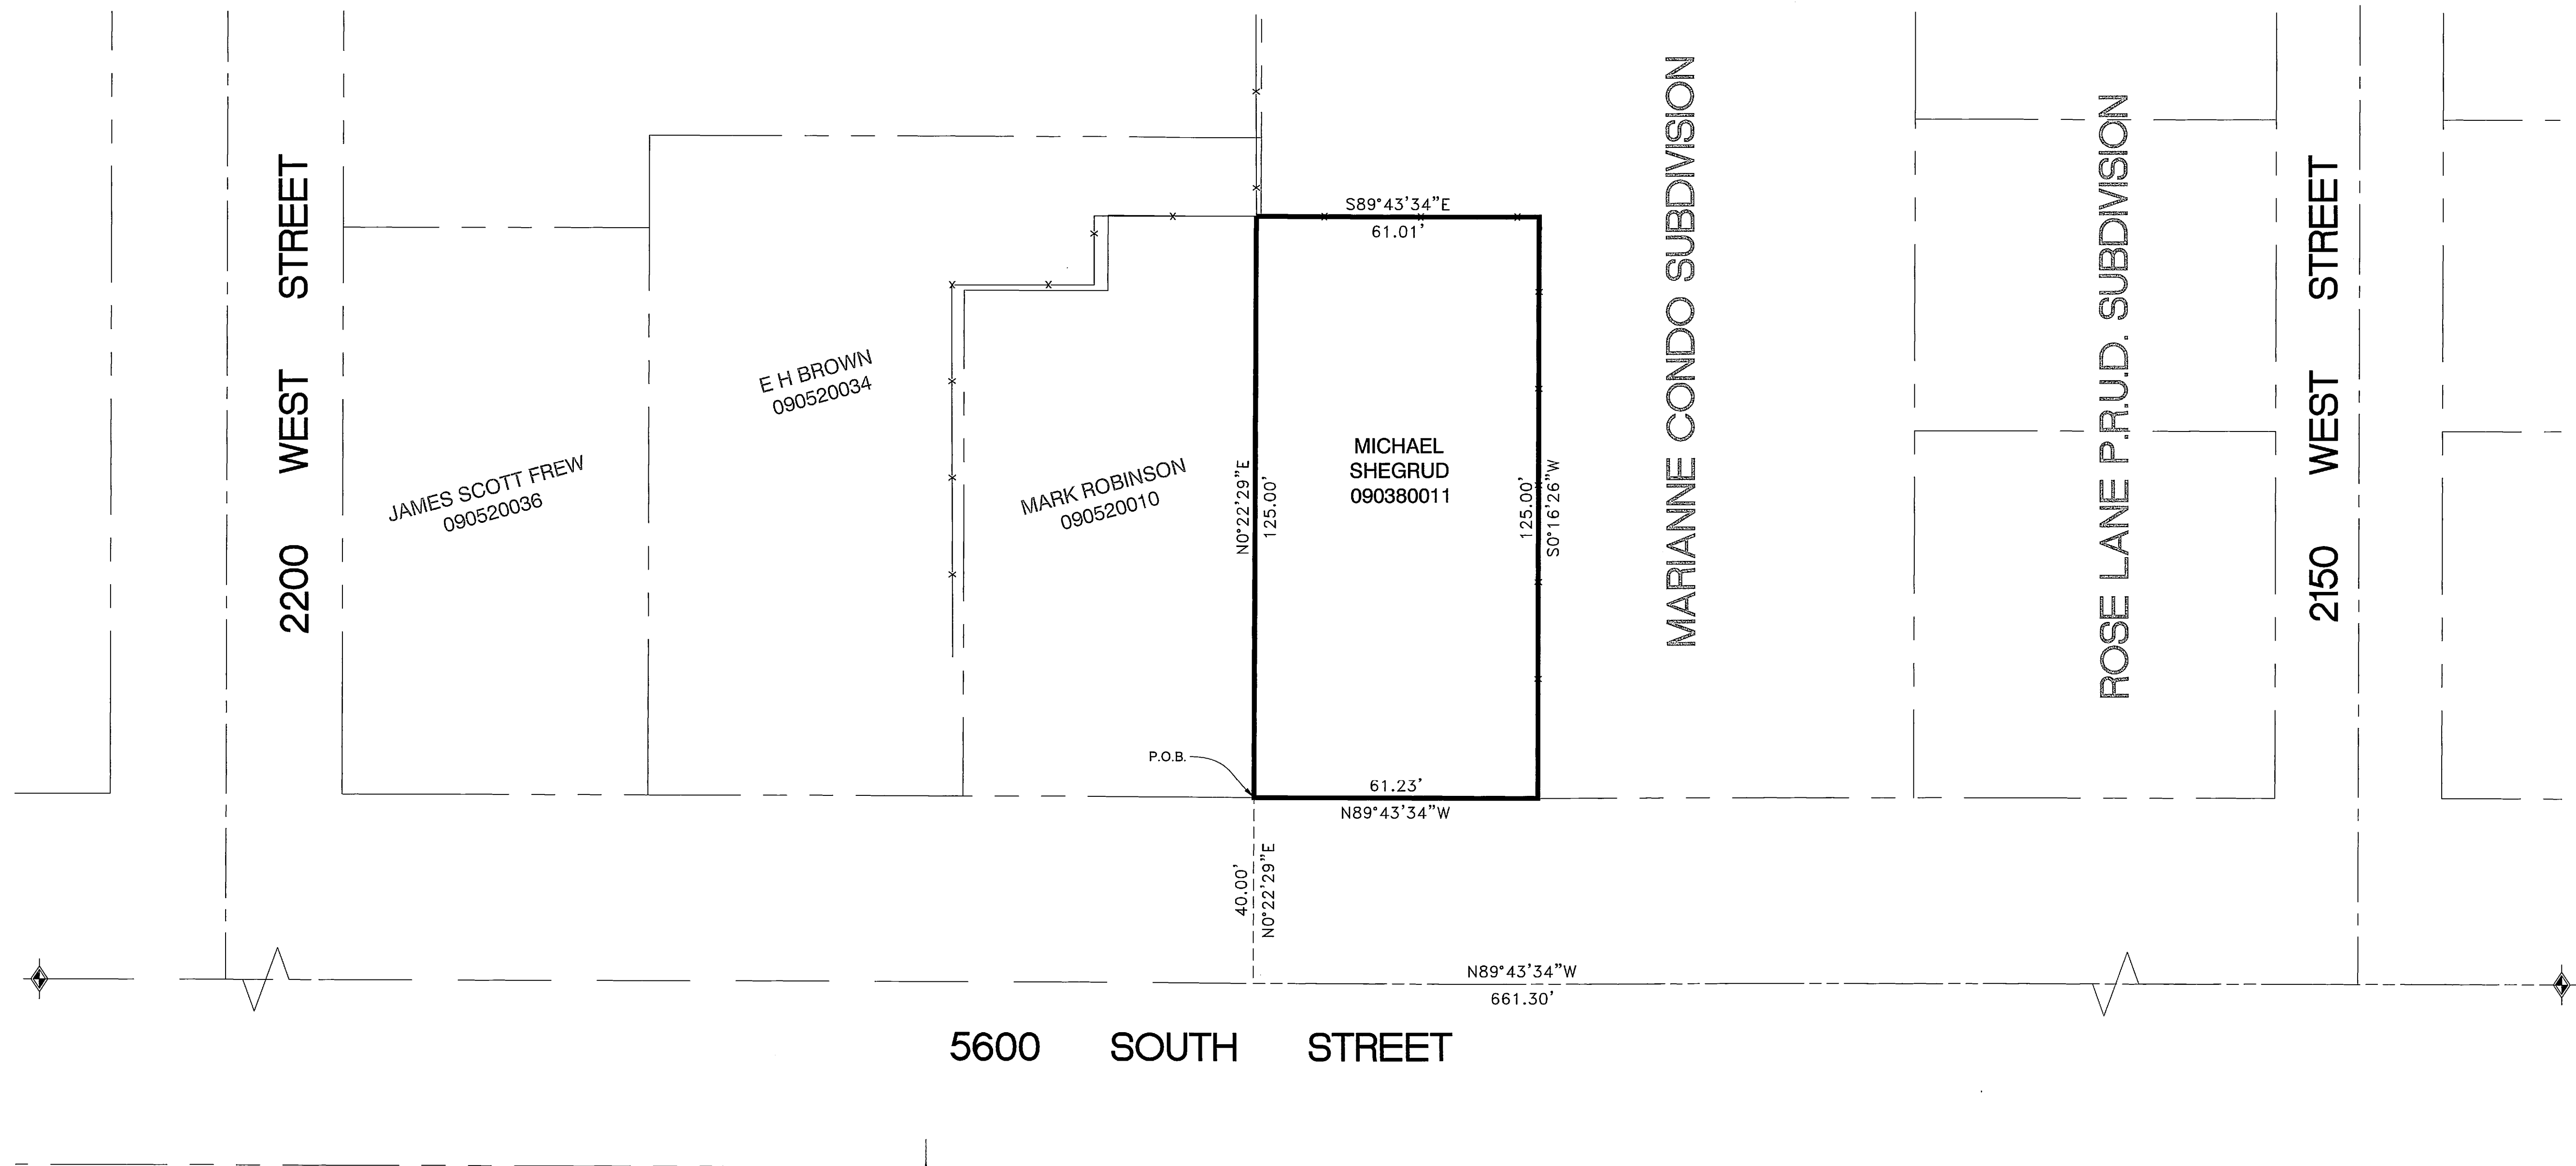 2200 WEST STREET
JAMES SCOTT FREW
090520036
E H BROWN
090520034
MARK ROBINSON
090520010
S89°43'34"E
61.01'
N0°22'29"E
125.00'
MICHAEL
SHEGRUD
090380011
125.00'
S0°16'26"W
61.23'
N89°43'34"W
P.O.B.
40.00'
N0°22'29"E
MARIANNE CONDO SUBDIVISION
ROSE LANE P.R.U.D. SUBDIVISION
2150 WEST STREET
N89°43'34"W
661.30'
5600 SOUTH STREET